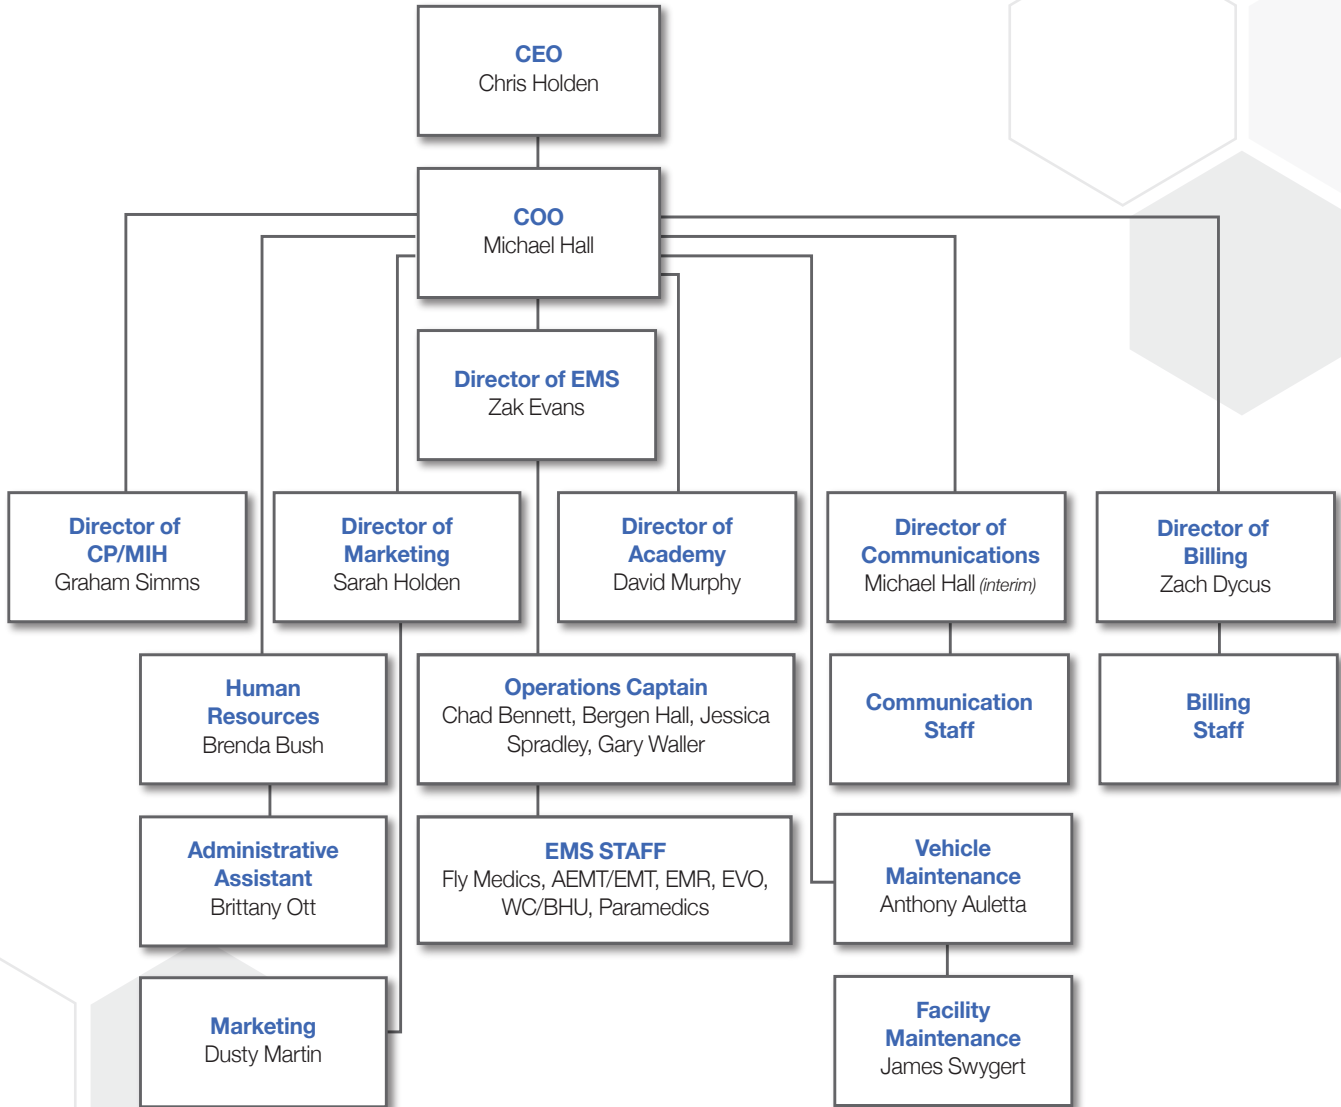 CEO
Chris Holden
COO
Michael Hall
Director of EMS
Zak Evans
Director of
CP/MIH
Graham Simms
Director of
Marketing
Sarah Holden
Director of
Academy
David Murphy
Director of
Communications
Michael Hall (interim)
Director of
Billing
Zach Dycus
Human
Resources
Brenda Bush
Operations Captain
Chad Bennett, Bergen Hall, Jessica
Spradley, Gary Waller
Communication
Staff
Billing
Staff
Administrative
Assistant
Brittany Ott
EMS STAFF
Fly Medics, AEMT/EMT, EMR, EVO,
WC/BHU, Paramedics
Vehicle
Maintenance
Anthony Auletta
Marketing
Dusty Martin
Facility
Maintenance
James Swygert